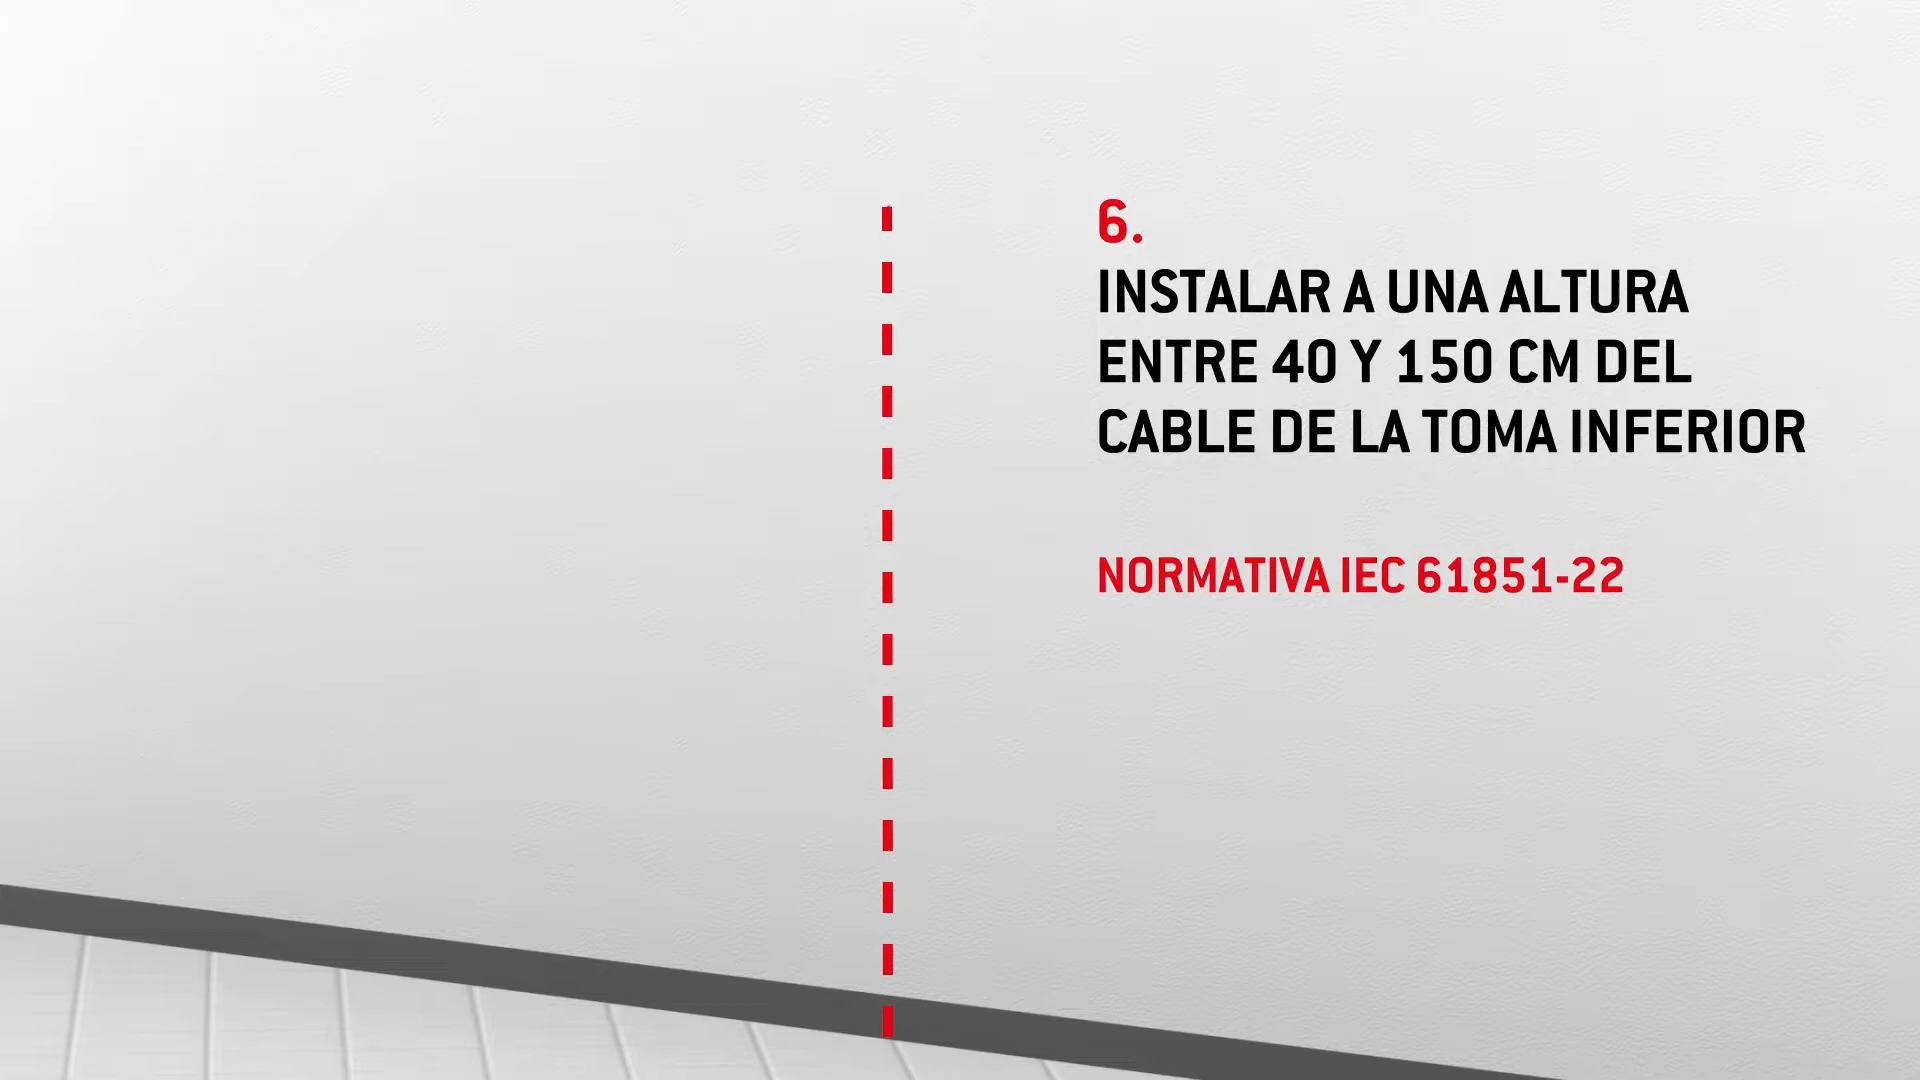 6.
INSTALAR A UNA ALTURA
ENTRE 40 Y 150 CM DEL
CABLE DE LA TOMA INFERIOR
NORMATIVA IEC 61851-22